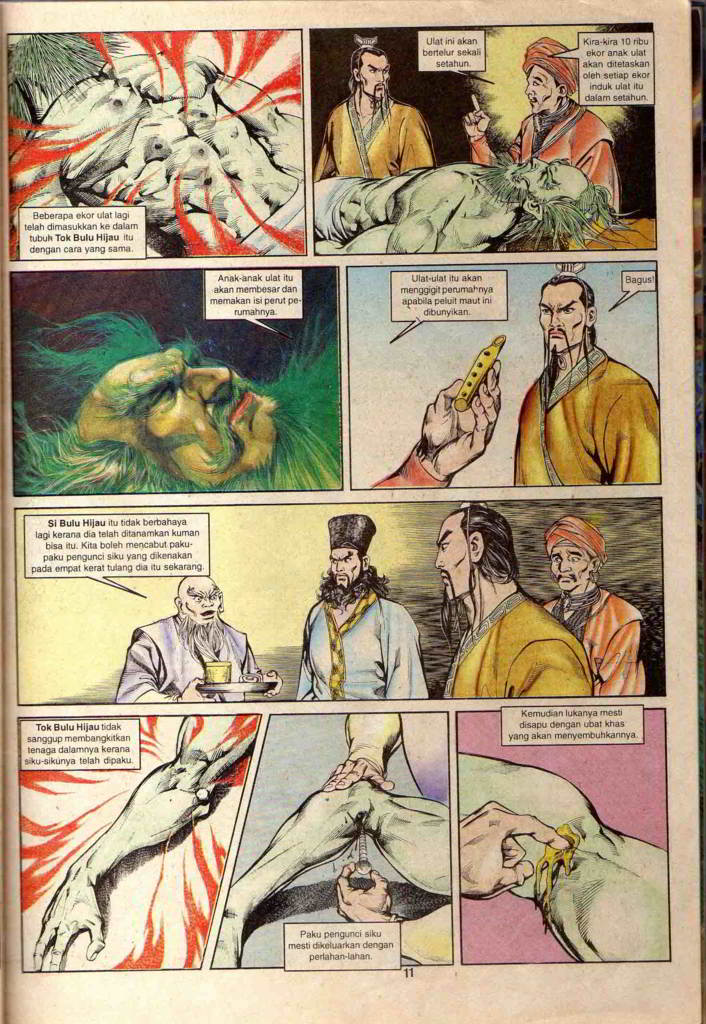 Beberapa ekor ulat lagi
telah dimasukkan ke dalam
tubuh Tok Bulu Hijau itu
dengan cara yang sama.
Ulat ini akan
bertelur sekali
setahun.
Kira-kira 10 ribu
ekor anak ulat
akan ditetaskan
oleh setiap ekor
induk ulat itu
dalam setahun.
Anak-anak ulat itu
akan membesar dan
memakan isi perut pe-
rumahnya.
Ulat-ulat itu akan
menggigit perumahnya
apabila peluit maut ini
dibunyikan.
Bagus!
Si Bulu Hijau itu tidak berbahaya
lagi kerana dia telah ditanamkan kuman
bisa itu. Kita boleh mencabut paku-
paku pengunci siku yang dikenakan
pada empat kerat tulang dia itu sekarang.
Tok Bulu Hijau tidak
sanggup membangkitkan
tenaga dalamnya kerana
siku-sikunya telah dipaku.
Paku pengunci siku
mesti dikeluarkan dengan
perlahan-lahan.
Kemudian lukanya mesti
disapu dengan ubat khas
yang akan menyembuhkannya.
11